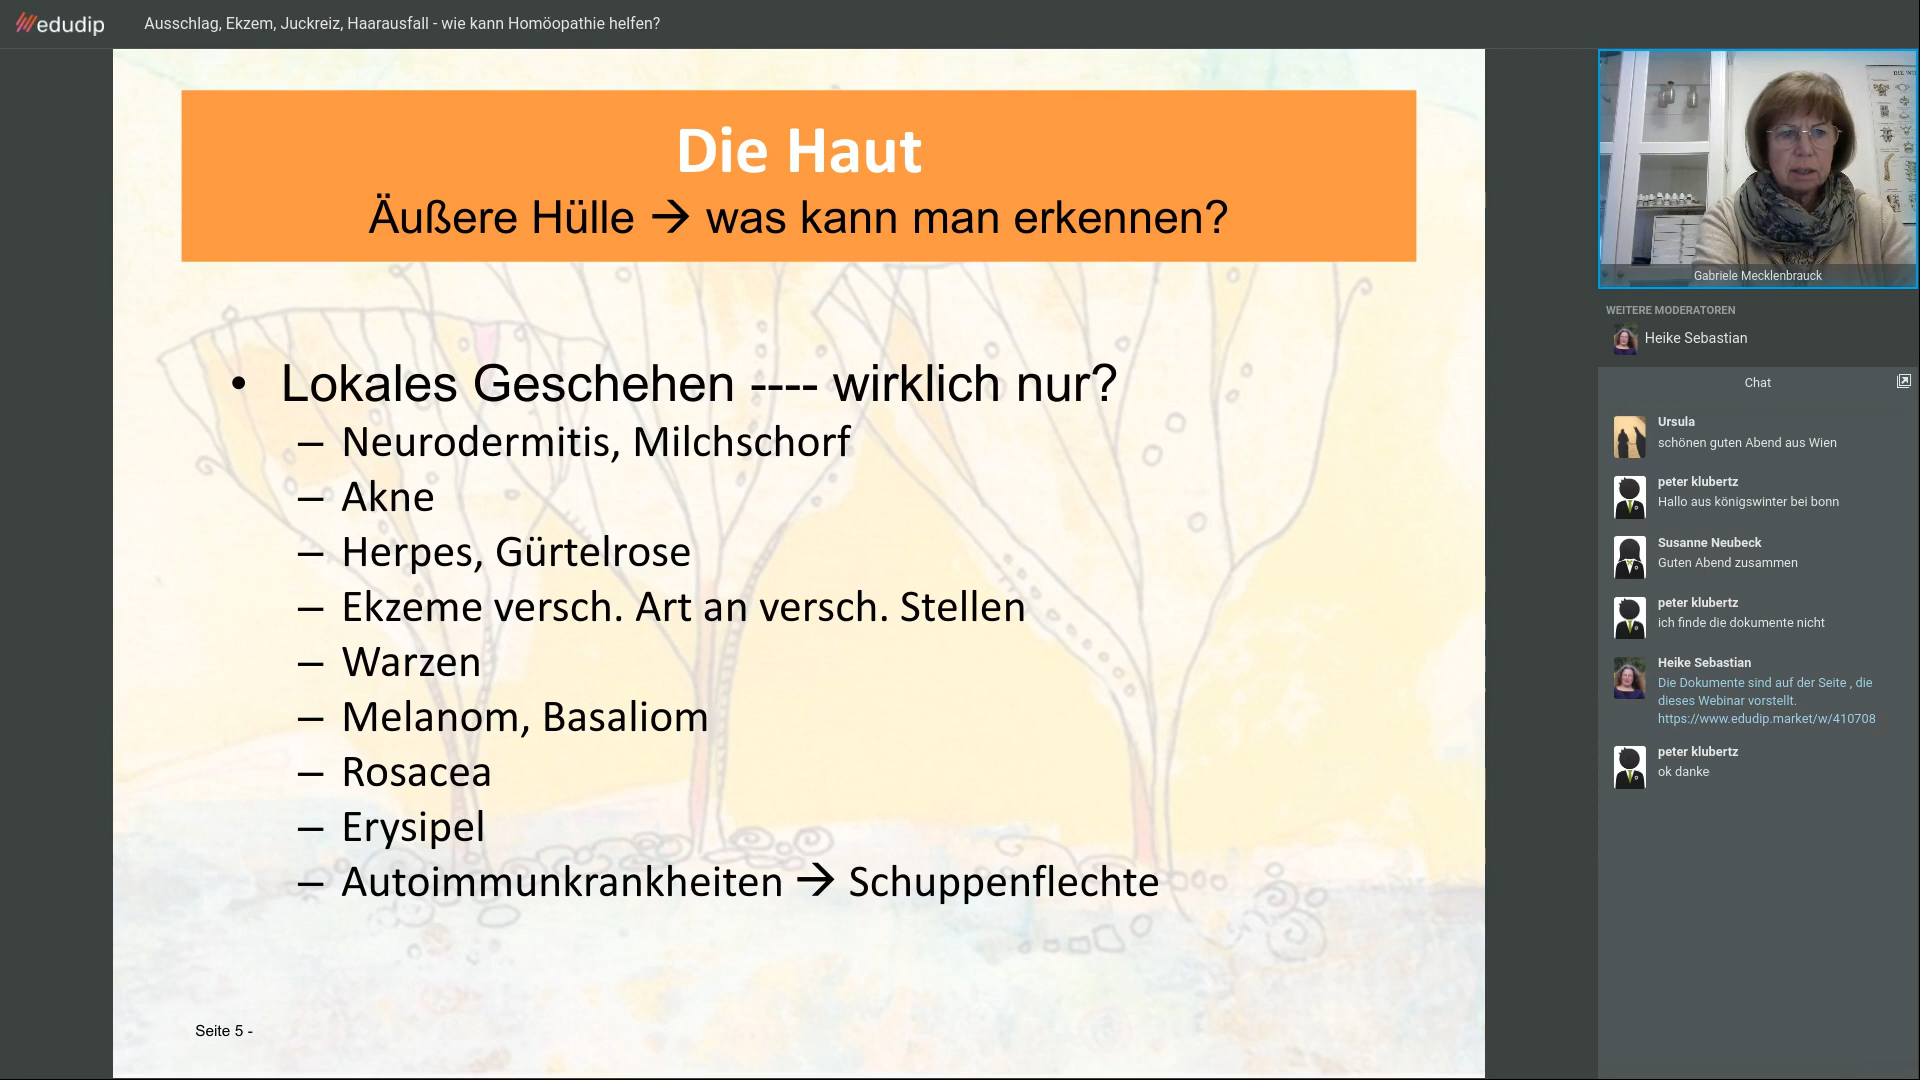 edudip
Ausschlag, Ekzem, Juckreiz, Haarausfall - wie kann Homöopathie helfen?
Die Haut
Äußere Hülle → was kann man erkennen?
• Lokales Geschehen ---- wirklich nur?
– Neurodermitis, Milchschorf
– Akne
– Herpes, Gürtelrose
– Ekzeme versch. Art an versch. Stellen
– Warzen
– Melanom, Basaliom
– Rosacea
– Erysipel
– Autoimmunkrankheiten → Schuppenflechte
Seite 5 -
Gabriele Mecklenbrauck
WEITERE MODERATOREN
Heike Sebastian
Chat
Ursula
schönen guten Abend aus Wien
peter klubertz
Hallo aus königswinter bei bonn
Susanne Neubeck
Guten Abend zusammen
peter klubertz
ich finde die dokumente nicht
Heike Sebastian
Die Dokumente sind auf der Seite , die
dieses Webinar vorstellt.
https://www.edudip.market/w/410708
peter klubertz
ok danke